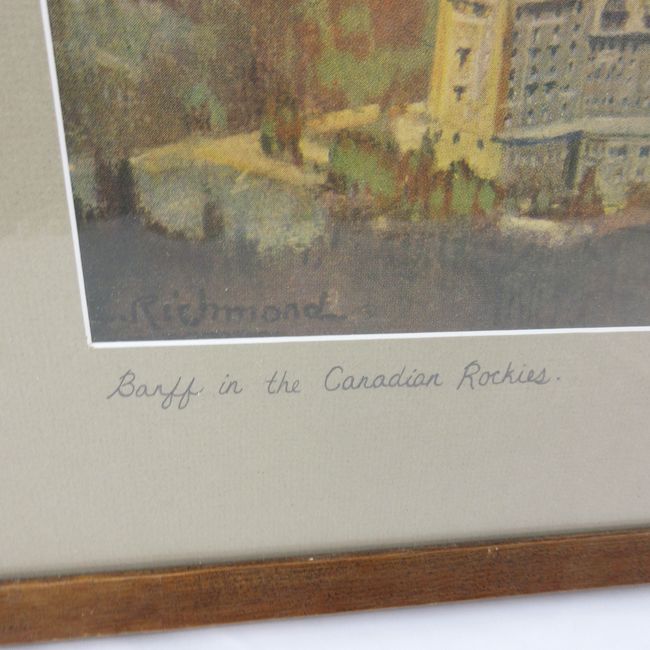 L. Richmond
Banff in the Canadian Rockies.